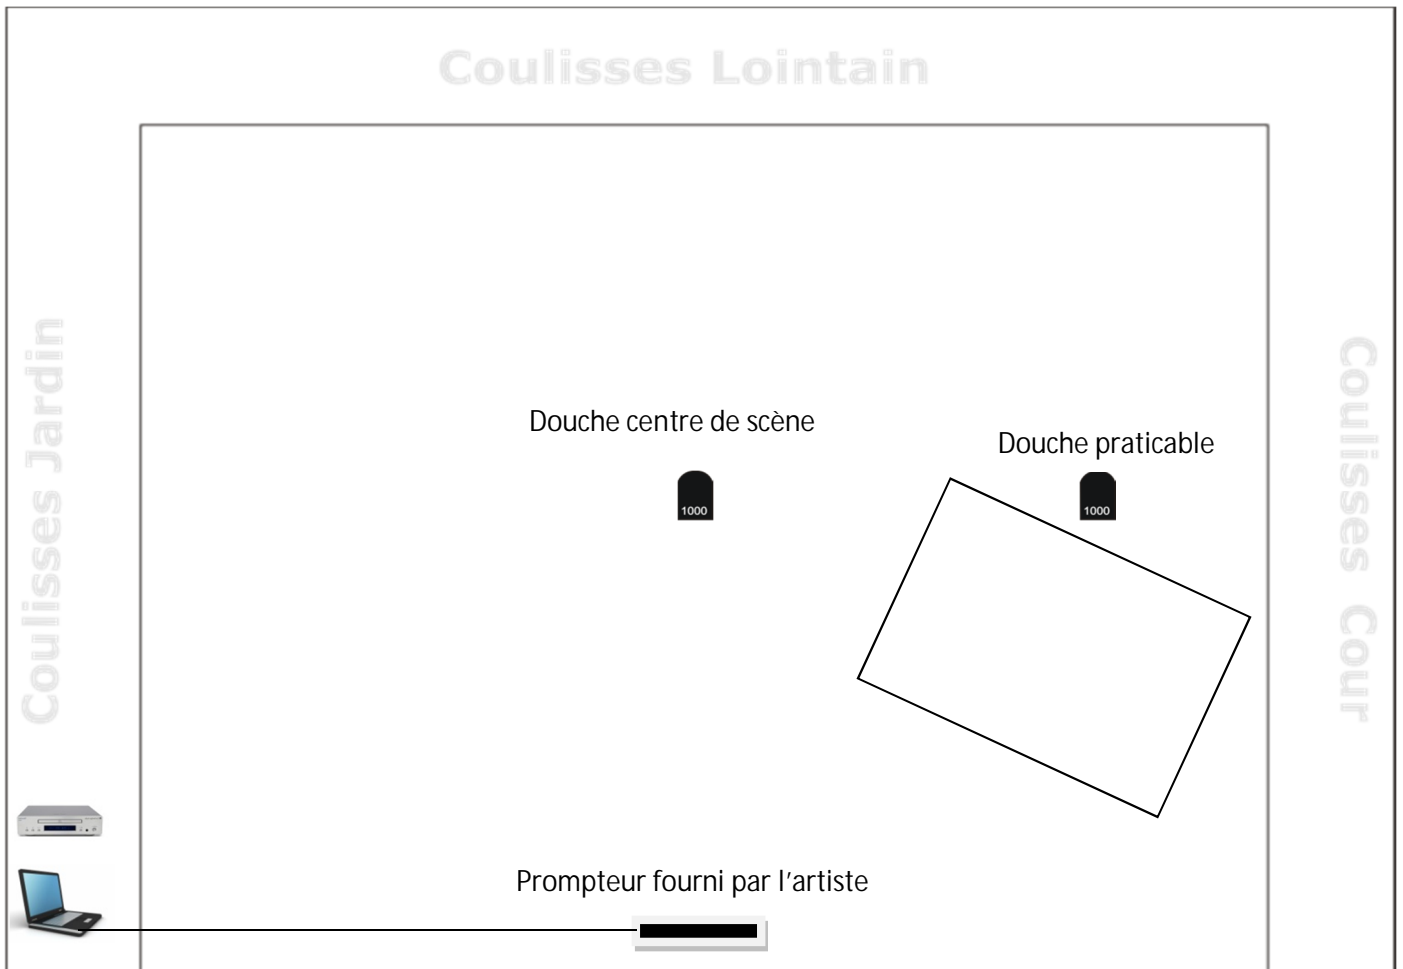 Coulisses Lointain
Coulisses Jardin
Coulisses Cour
Douche centre de scène
Douche praticable
1000
1000
Prompteur fourni par l'artiste